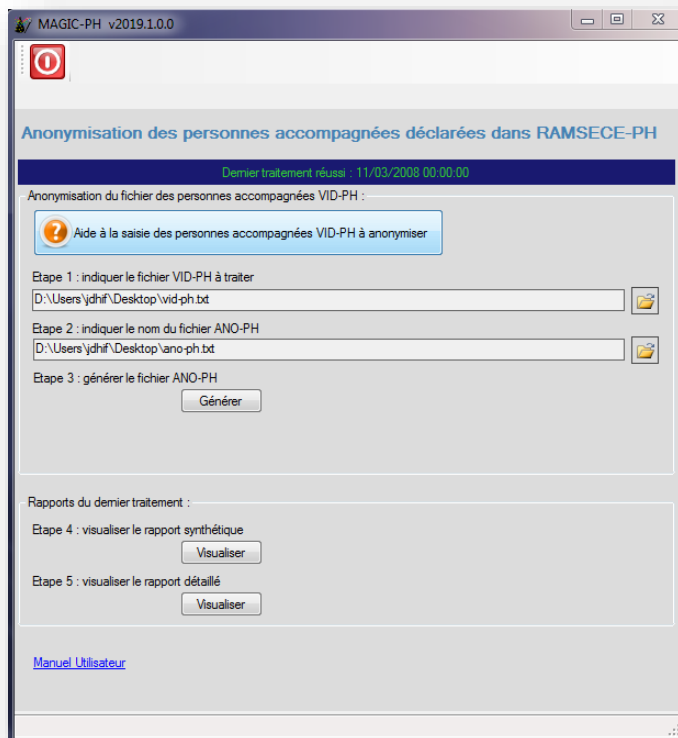 MAGIC-PH v2019.1.0.0
Anonymisation des personnes accompagnées déclarées dans RAMSECE-PH
Dernier traitement réussi : 11/03/2008 00:00:00
Anonymisation du fichier des personnes accompagnées VID-PH :
Aide à la saisie des personnes accompagnées VID-PH à anonymiser
Etape 1 : indiquer le fichier VID-PH à traiter
D:\Users\jdhif\Desktop\vid-ph.txt
Etape 2 : indiquer le nom du fichier ANO-PH
D:\Users\jdhif\Desktop\ano-ph.txt
Etape 3 : générer le fichier ANO-PH
Générer
Rapports du dernier traitement :
Etape 4 : visualiser le rapport synthétique
Visualiser
Etape 5 : visualiser le rapport détaillé
Visualiser
Manuel Utilisateur